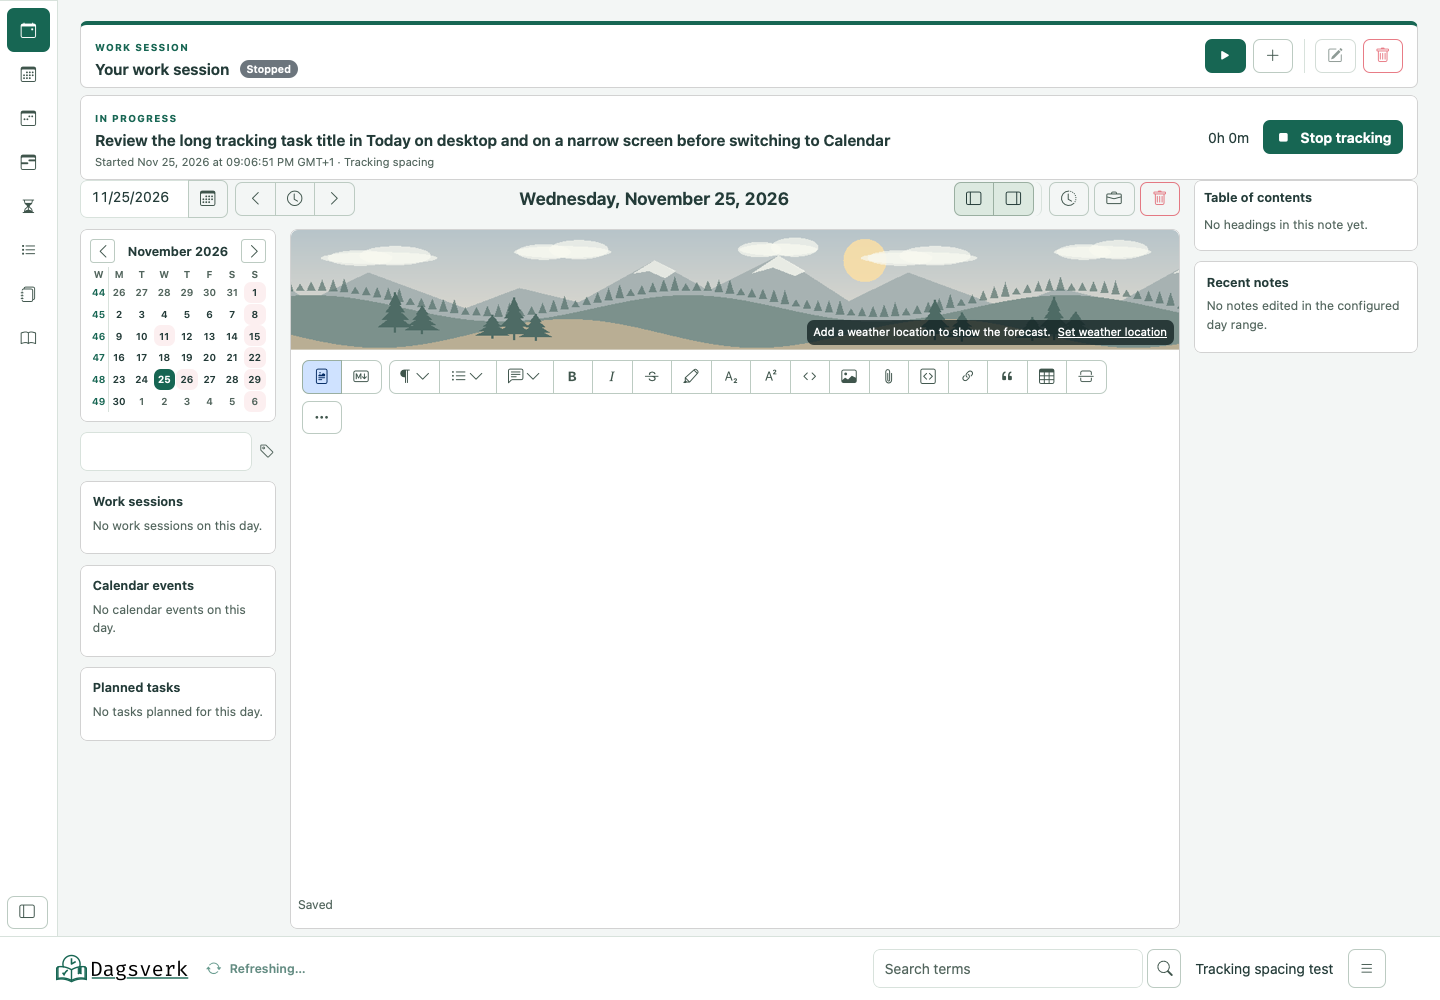 WORK SESSION
Your work session Stopped
IN PROGRESS
Review the long tracking task title in Today on desktop and on a narrow screen before switching to Calendar
Started Nov 25, 2026 at 09:06:51 PM GMT+1 · Tracking spacing
0h 0m Stop tracking
11/25/2026
Wednesday, November 25, 2026
November 2026
W M T W T F S S
44 26 27 28 29 30 31 1
45 2 3 4 5 6 7 8
46 9 10 11 12 13 14 15
47 16 17 18 19 20 21 22
48 23 24 25 26 27 28 29
49 30 1 2 3 4 5 6
Work sessions
No work sessions on this day.
Calendar events
No calendar events on this
day.
Planned tasks
No tasks planned for this day.
Add a weather location to show the forecast. Set weather location
B I S A2 A2
Saved
Table of contents
No headings in this note yet.
Recent notes
No notes edited in the configured
day range.
Dagsverk Refreshing...
Search terms
Tracking spacing test